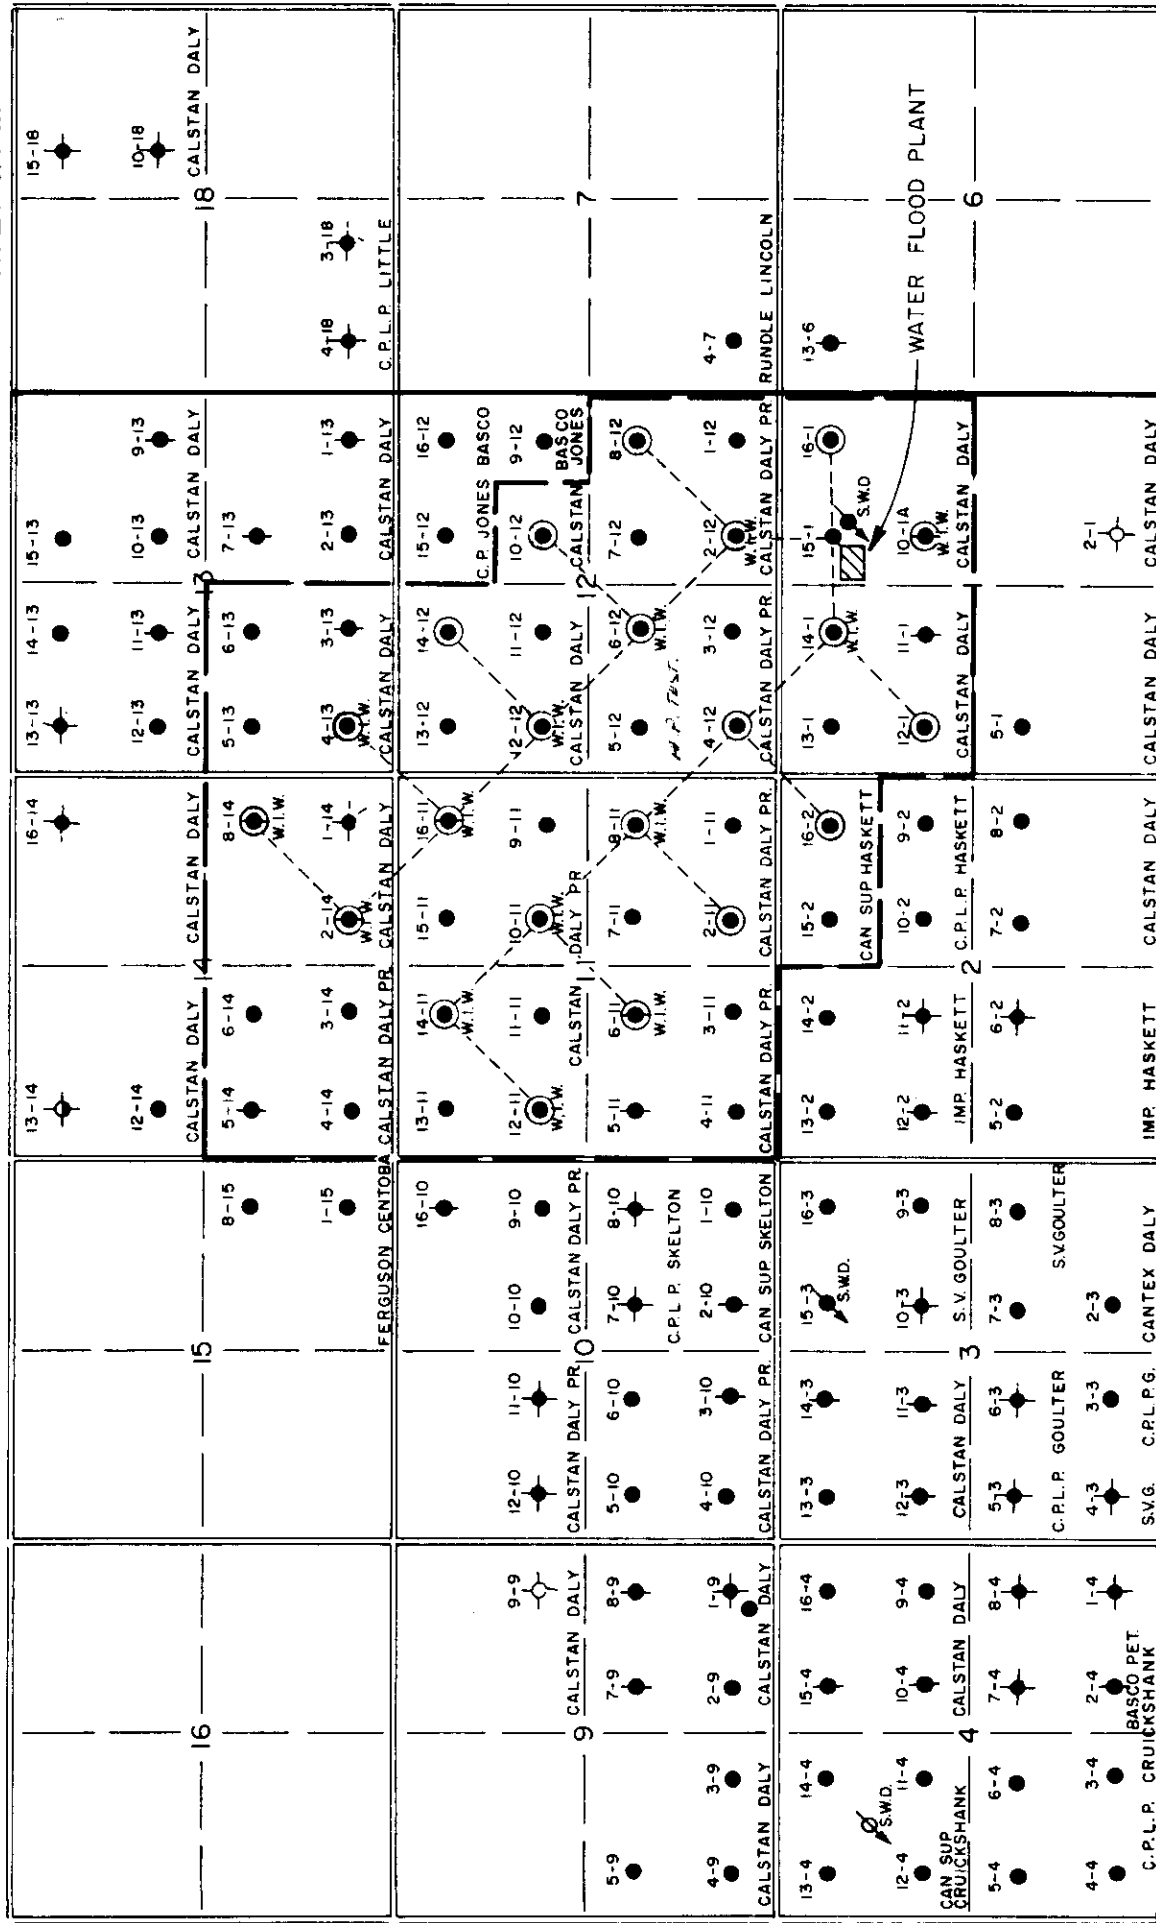 15-18
10-18
CALSTAN DALY
18
3-18
4-18
C.P.L.P. LITTLE
7
4-7
RUNDLE LINCOLN
13-6
6
WATER FLOOD PLANT
15-13
14-13
13-13
9-13
10-13
11-13
12-13
CALSTAN DALY
CALSTAN DALY
13
7-13
6-13
5-13
1-13
2-13
3-13
4-13
W.I.W.
CALSTAN DALY
CALSTAN DALY
16-12
15-12
14-12
13-12
C.P. JONES
BASCO
9-12
10-12
11-12
12-12
W.I.W.
BASCO
JONES
CALSTAN
CALSTAN DALY
12
8-12
7-12
6-12
W.I.W.
5-12
1-12
2-12
W.I.W.
3-12
4-12
CALSTAN DALY PR.
CALSTAN DALY PR.
16-1
15-1
S.W.D
14-1
W.I.W.
13-1
10-1A
W.I.W.
11-1
12-1
CALSTAN DALY
CALSTAN DALY
2-1
5-1
CALSTAN DALY
CALSTAN DALY
16-14
13-14
12-14
CALSTAN DALY
CALSTAN DALY
14
8-14
W.I.W.
6-14
5-14
1-14
2-14
W.I.W.
3-14
4-14
CALSTAN DALY
CALSTAN DALY PR.
16-11
W.I.W.
15-11
14-11
W.I.W.
13-11
9-11
10-11
W.I.W.
11-11
12-11
W.I.W.
CALSTAN
DALY PR
11
8-11
W.I.W.
7-11
6-11
W.I.W.
5-11
1-11
2-11
3-11
4-11
CALSTAN DALY PR.
CALSTAN DALY PR.
16-2
15-2
14-2
13-2
CAN SUP HASKETT
9-2
10-2
11-2
12-2
C.P.L.P. HASKETT
IMP. HASKETT
2
8-2
7-2
6-2
5-2
CALSTAN DALY
IMP. HASKETT
15
8-15
1-15
FERGUSON CENTOBA
16-10
9-10
10-10
11-10
12-10
CALSTAN DALY PR.
CALSTAN DALY PR.
10
8-10
7-10
6-10
5-10
C.P.L.P. SKELTON
1-10
2-10
3-10
4-10
CAN SUP SKELTON
CALSTAN DALY PR.
16-3
15-3
S.W.D.
14-3
13-3
9-3
10-3
11-3
12-3
S.V. GOULTER
CALSTAN DALY
3
8-3
7-3
6-3
5-3
S.V.GOULTER
C.P.L.P. GOULTER
2-3
3-3
4-3
CANTEX DALY
C.P.L.P.G.
S.V.G.
16
9-9
CALSTAN DALY
9
8-9
7-9
5-9
1-9
2-9
3-9
4-9
CALSTAN DALY
CALSTAN DALY
16-4
15-4
14-4
13-4
S.W.D.
9-4
10-4
11-4
12-4
CALSTAN DALY
CAN SUP
CRUICKSHANK
4
8-4
7-4
6-4
5-4
1-4
2-4
3-4
4-4
BASCO PET.
C.P.L.P. CRUICKSHANK